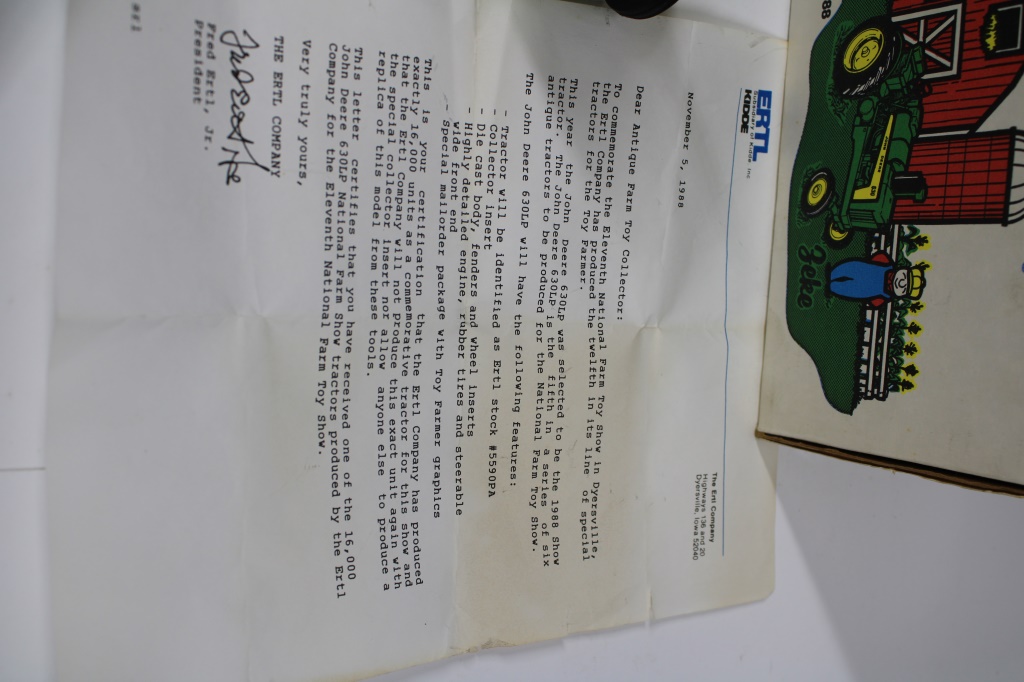 ERTL
Subsidiary of Kidde, Inc.
KIDDE
The Ertl Company
Highways 136 and 20
Dyersville, Iowa 52040
November 5, 1988
Dear Antique Farm Toy Collector:
To commemorate the Eleventh National Farm Toy Show in Dyersville,
the Ertl Company has produced the twelfth in its line of special
tractors for the Toy Farmer.
This year the John Deere 630LP was selected to be the 1988 Show
tractor. The John Deere 630LP is the fifth in a series of six
antique tractors to be produced for the National Farm Toy Show.
The John Deere 630LP will have the following features:
- Tractor will be identified as Ertl stock #5590PA
- Collector insert
- Die cast body, fenders and wheel inserts
- Highly detailed engine, rubber tires and steerable
wide front end
- Special mailorder package with Toy Farmer graphics
This is your certification that the Ertl Company has produced
exactly 16,000 units as a commemorative tractor for this show and
that the Ertl Company will not produce this exact unit again with
the special collector insert nor allow anyone else to produce a
replica of this model from these tools.
This letter certifies that you have received one of the 16,000
John Deere 630LP National Farm Show tractors produced by the Ertl
Company for the Eleventh National Farm Toy Show.
Very truly yours,
THE ERTL COMPANY
Fred Ertl, Jr.
President
88
630
Zeke